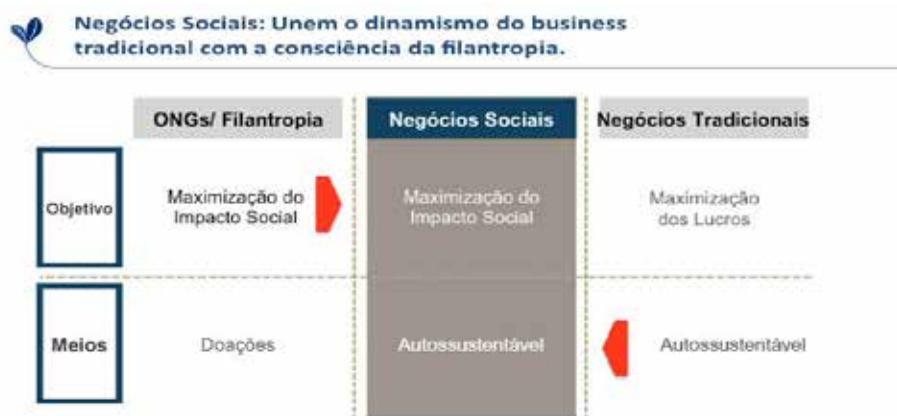 Negócios Sociais: Unem o dinamismo do business
tradicional com a consciência da filantropia.
ONGs/ Filantropia
Negócios Sociais
Negócios Tradicionais
Objetivo
Maximização do
Impacto Social
Maximização do
Impacto Social
Maximização
dos Lucros
Meios
Doações
Autossustentável
Autossustentável